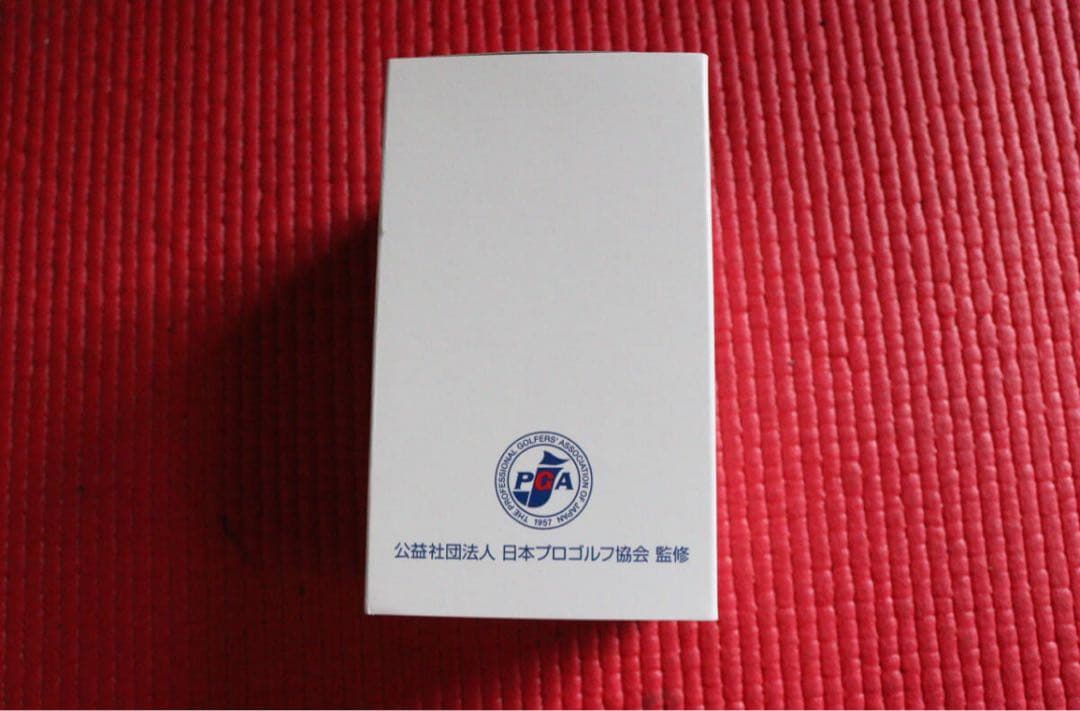 THE PROFESSIONAL GOLFERS' ASSOCIATION OF JAPAN
PGA
1957
公益社団法人 日本プロゴルフ協会 監修